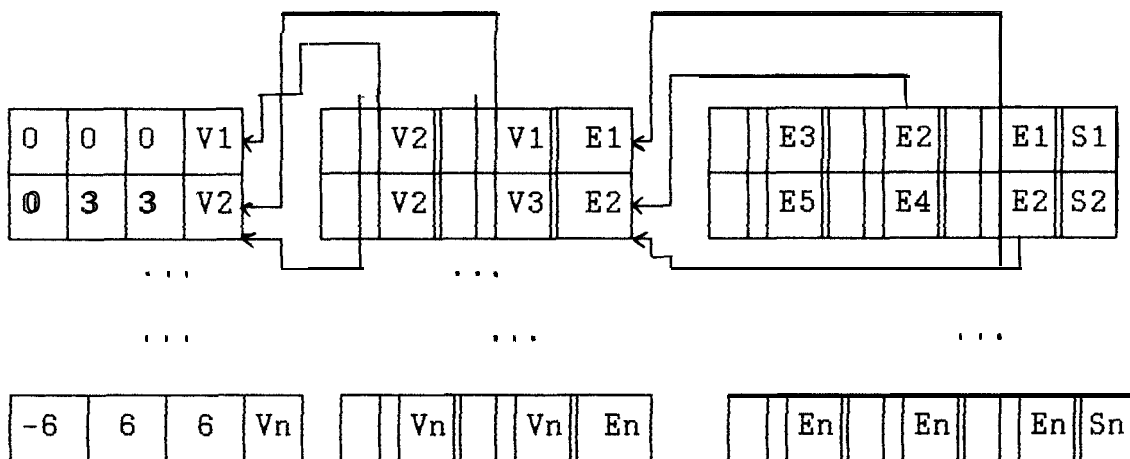 0 0 0 V1 V2 V1 E1 E3 E2 E1 S1
0 3 3 V2 V2 V3 E2 E5 E4 E2 S2
... ...
... ... ...
-6 6 6 Vn Vn Vn En En En En Sn